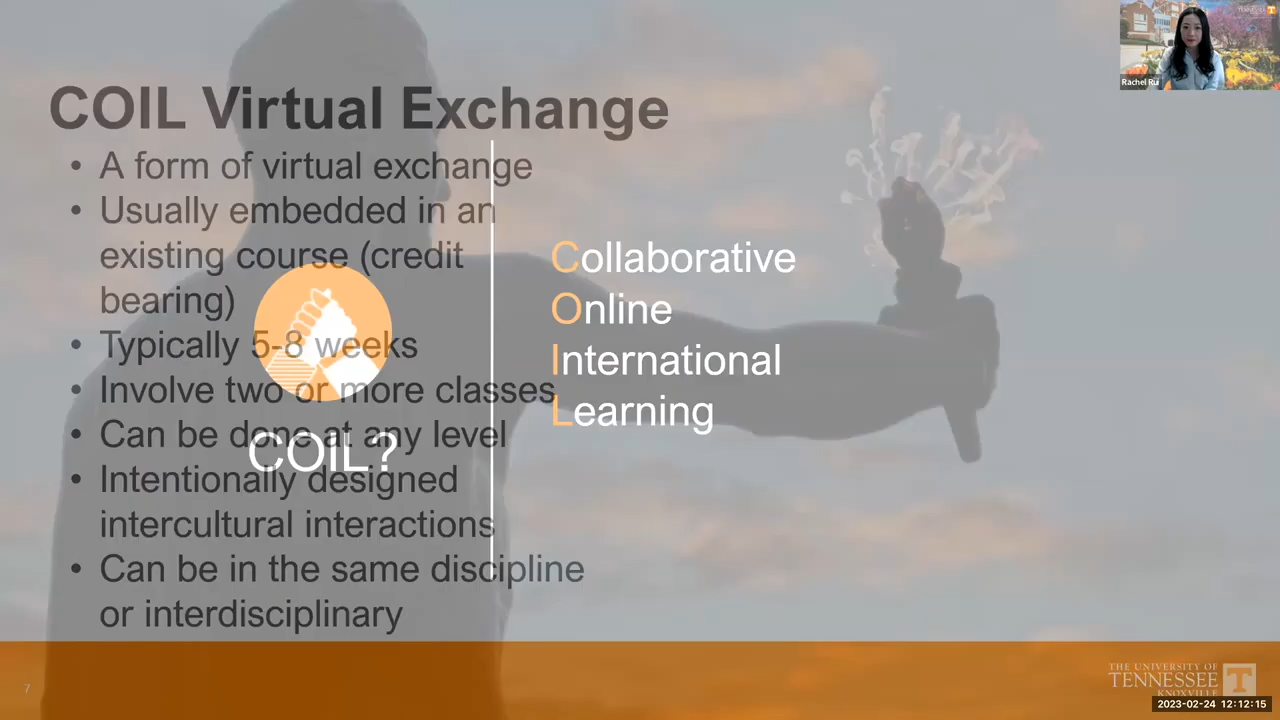 COIL Virtual Exchange
• A form of virtual exchange
• Usually embedded in an
existing course (credit
bearing)
• Typically 5-8 weeks
• Involve two or more classes
• Can be done at any level
• Intentionally designed
intercultural interactions
• Can be in the same discipline
or interdisciplinary
COIL?
Collaborative
Online
International
Learning
Rachel Rui
7
THE UNIVERSITY OF
TENNESSEE
KNOXVILLE
T
2023-02-24 12:12:15